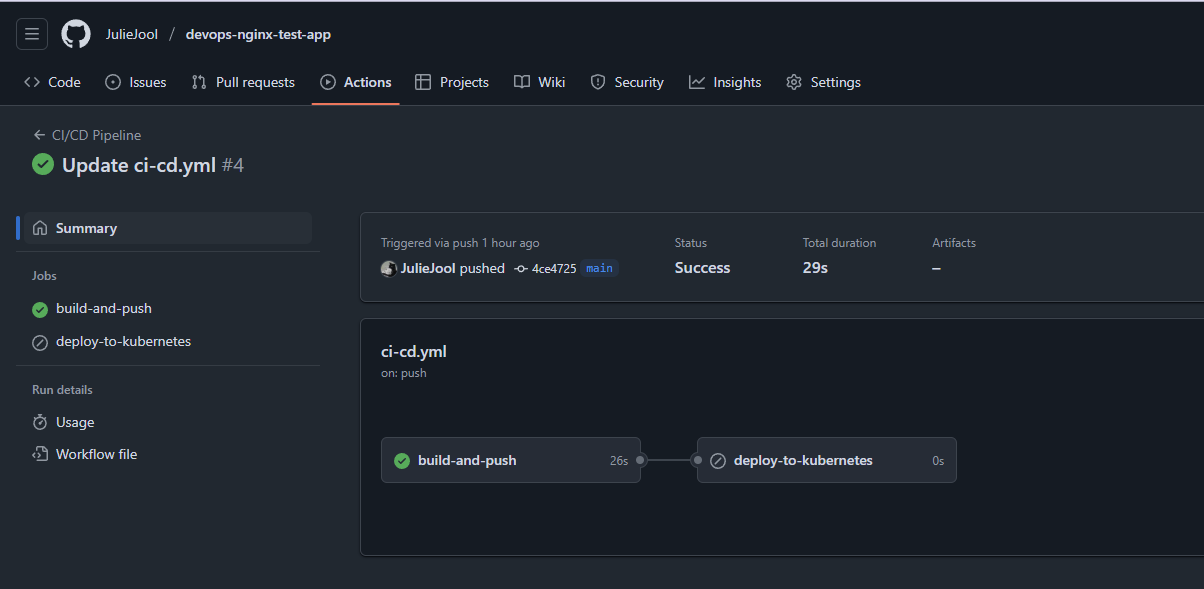 JulieJool / devops-nginx-test-app
Code Issues Pull requests Actions Projects Wiki Security Insights Settings
CI/CD Pipeline
Update ci-cd.yml #4
Summary
Jobs
build-and-push
deploy-to-kubernetes
Run details
Usage
Workflow file
Triggered via push 1 hour ago
JulieJool pushed 4ce4725 main
Status
Success
Total duration
29s
Artifacts
–
ci-cd.yml
on: push
build-and-push 26s
deploy-to-kubernetes 0s